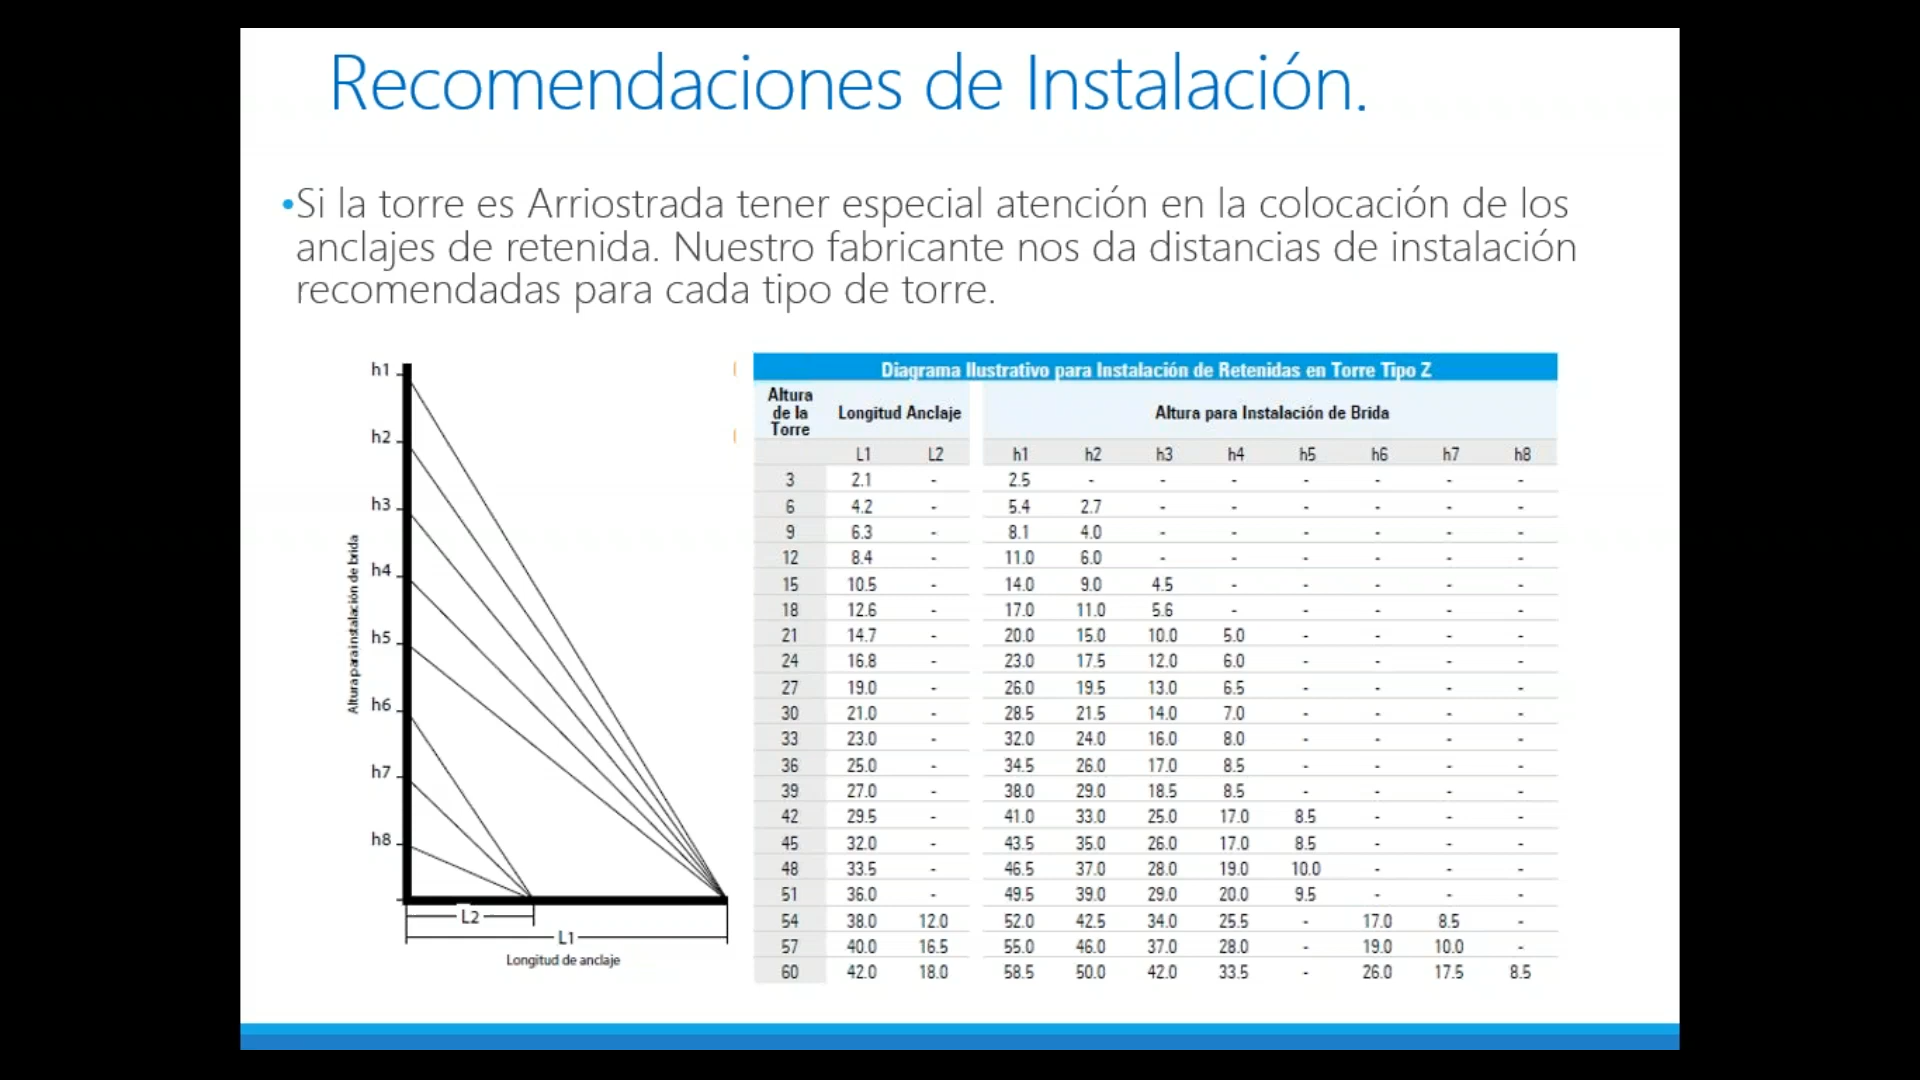 Recomendaciones de Instalación.
•Si la torre es Arriostrada tener especial atención en la colocación de los
anclajes de retenida. Nuestro fabricante nos da distancias de instalación
recomendadas para cada tipo de torre.
h1
h2
h3
h4
h5
h6
h7
h8
Altura para instalación de brida
L2
L1
Longitud de anclaje
Diagrama Ilustrativo para Instalación de Retenidas en Torre Tipo Z
Altura
de la
Torre
Longitud Anclaje
Altura para Instalación de Brida
L1 L2 h1 h2 h3 h4 h5 h6 h7 h8
3 2.1 - 2.5 - - - - - - -
6 4.2 - 5.4 2.7 - - - - - -
9 6.3 - 8.1 4.0 - - - - - -
12 8.4 - 11.0 6.0 - - - - - -
15 10.5 - 14.0 9.0 4.5 - - - - -
18 12.6 - 17.0 11.0 5.6 - - - - -
21 14.7 - 20.0 15.0 10.0 5.0 - - - -
24 16.8 - 23.0 17.5 12.0 6.0 - - - -
27 19.0 - 26.0 19.5 13.0 6.5 - - - -
30 21.0 - 28.5 21.5 14.0 7.0 - - - -
33 23.0 - 32.0 24.0 16.0 8.0 - - - -
36 25.0 - 34.5 26.0 17.0 8.5 - - - -
39 27.0 - 38.0 29.0 18.5 8.5 - - - -
42 29.5 - 41.0 33.0 25.0 17.0 8.5 - - -
45 32.0 - 43.5 35.0 26.0 17.0 8.5 - - -
48 33.5 - 46.5 37.0 28.0 19.0 10.0 - - -
51 36.0 - 49.5 39.0 29.0 20.0 9.5 - - -
54 38.0 12.0 52.0 42.5 34.0 25.5 - 17.0 8.5 -
57 40.0 16.5 55.0 46.0 37.0 28.0 - 19.0 10.0 -
60 42.0 18.0 58.5 50.0 42.0 33.5 - 26.0 17.5 8.5